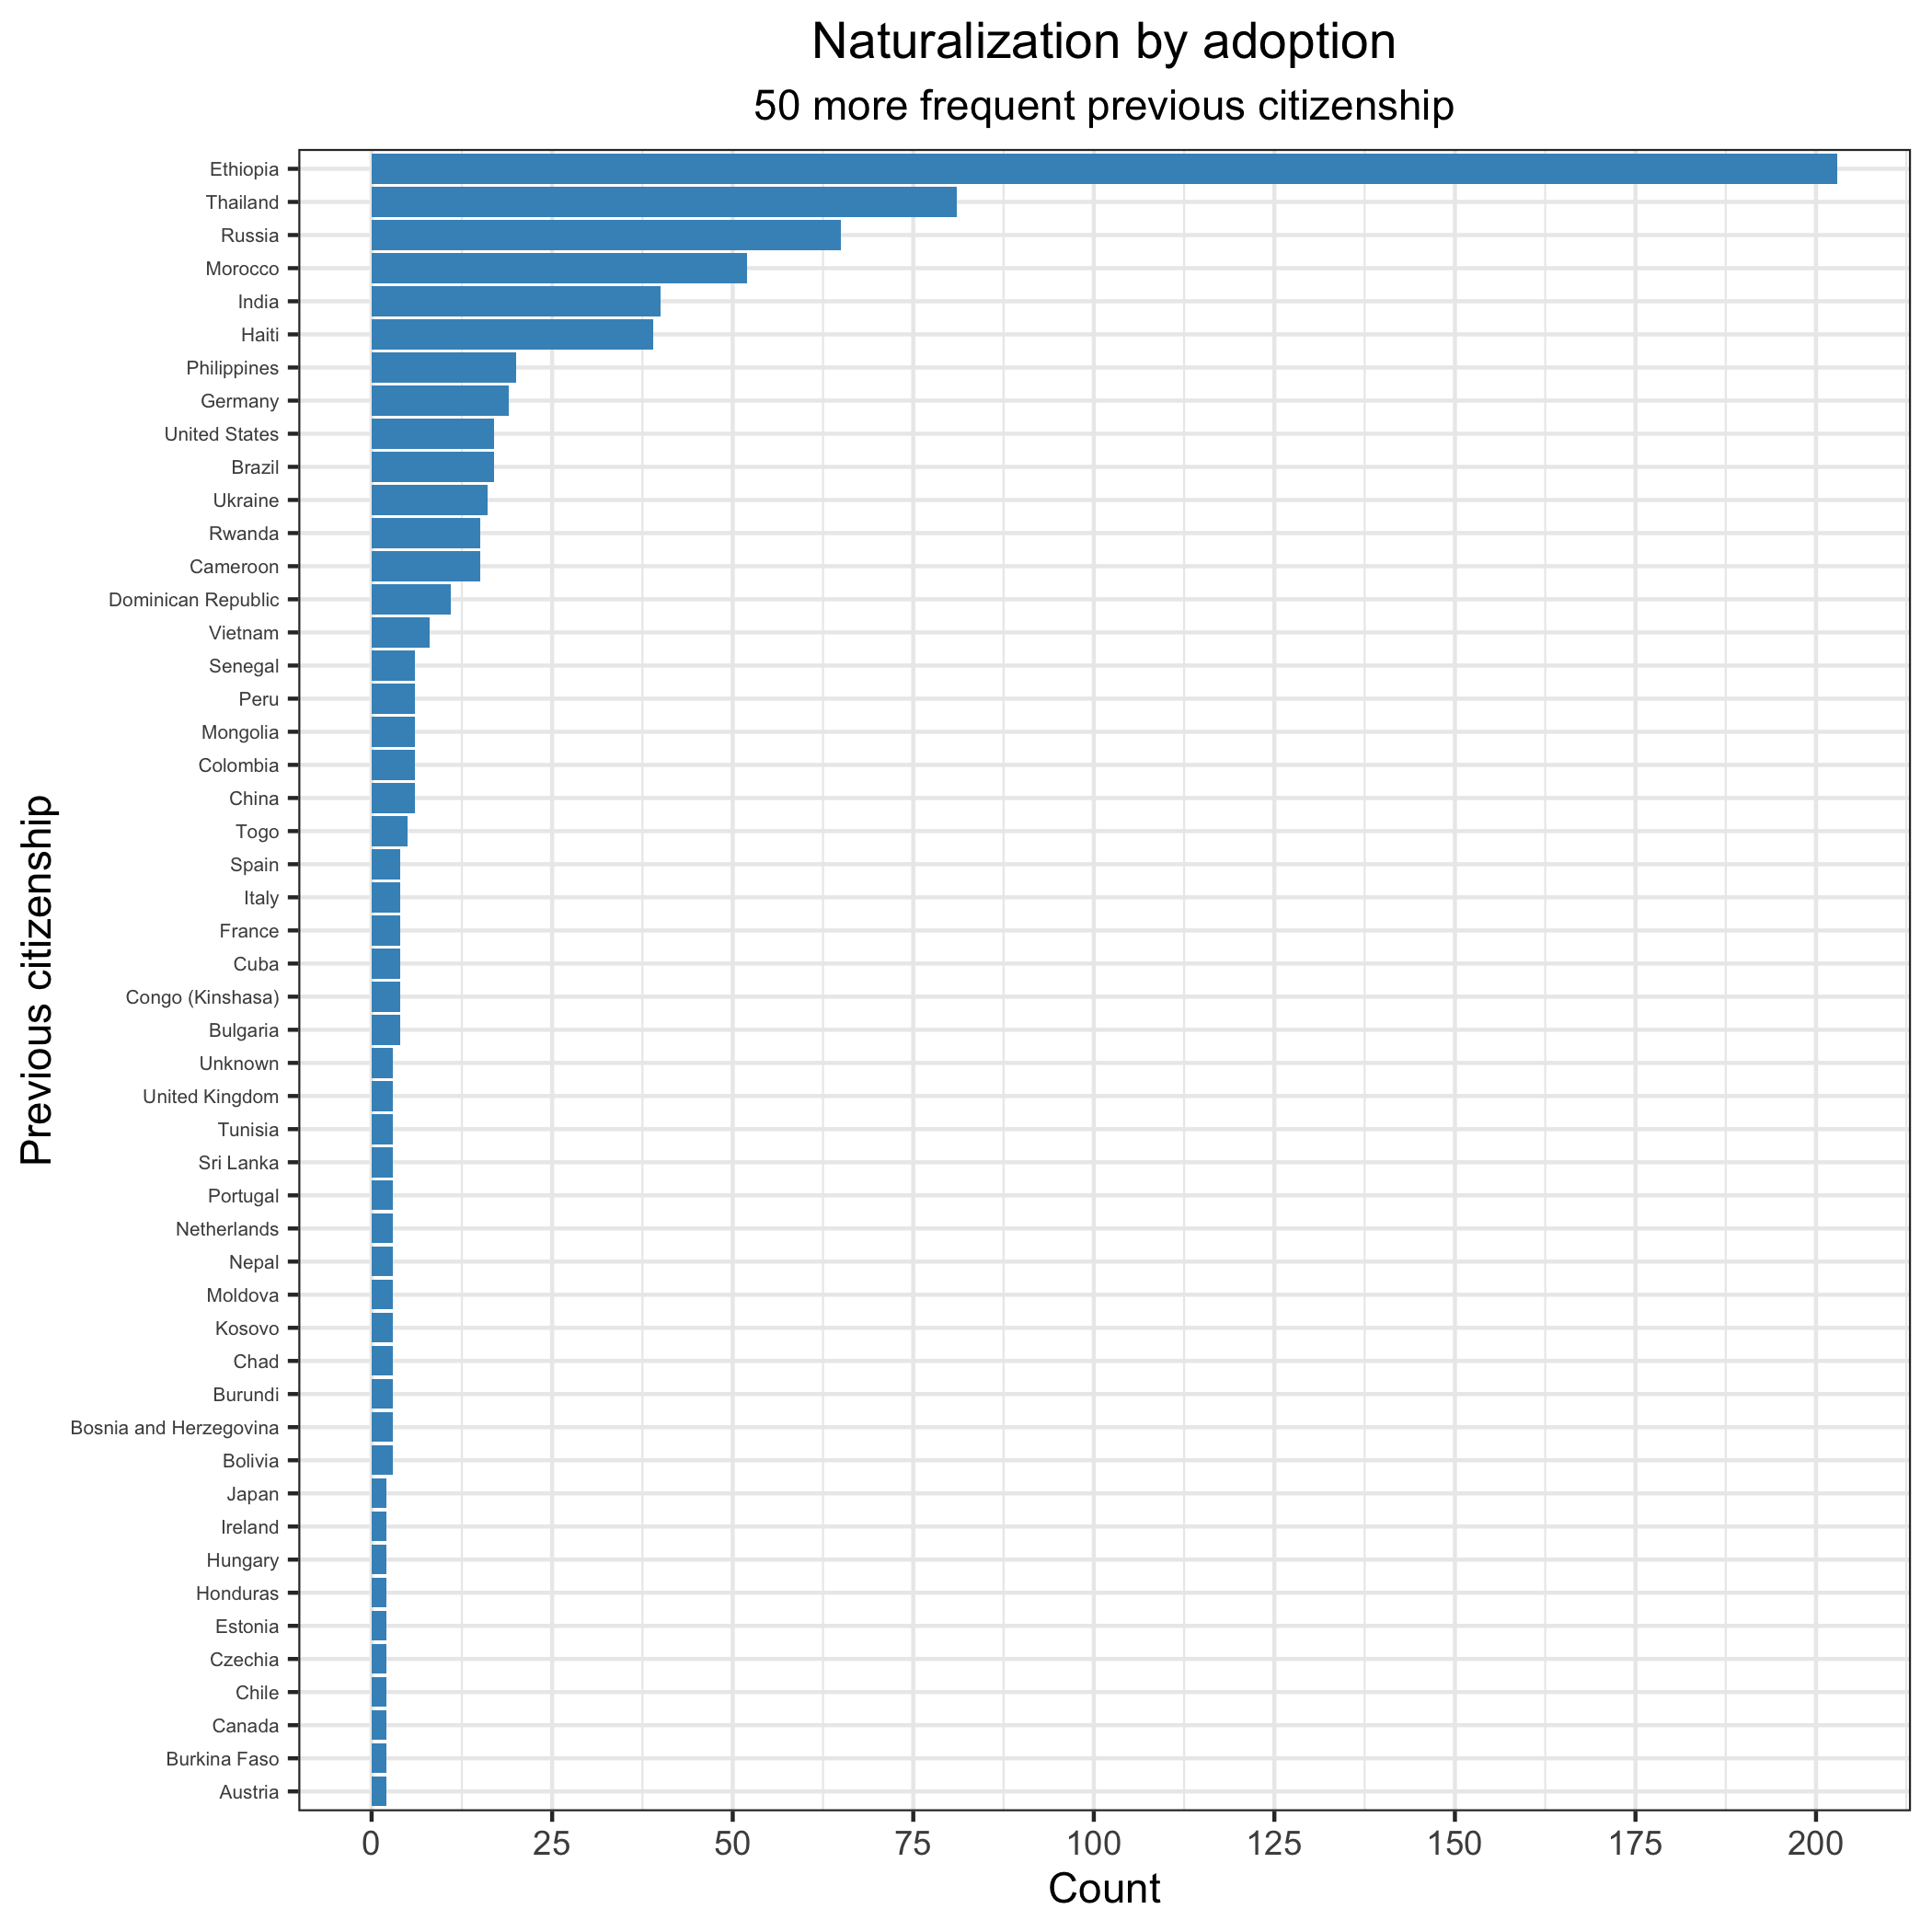 Naturalization by adoption
50 more frequent previous citizenship
Previous citizenship
Ethiopia
Thailand
Russia
Morocco
India
Haiti
Philippines
Germany
United States
Brazil
Ukraine
Rwanda
Cameroon
Dominican Republic
Vietnam
Senegal
Peru
Mongolia
Colombia
China
Togo
Spain
Italy
France
Cuba
Congo (Kinshasa)
Bulgaria
Unknown
United Kingdom
Tunisia
Sri Lanka
Portugal
Netherlands
Nepal
Moldova
Kosovo
Chad
Burundi
Bosnia and Herzegovina
Bolivia
Japan
Ireland
Hungary
Honduras
Estonia
Czechia
Chile
Canada
Burkina Faso
Austria
0 25 50 75 100 125 150 175 200
Count